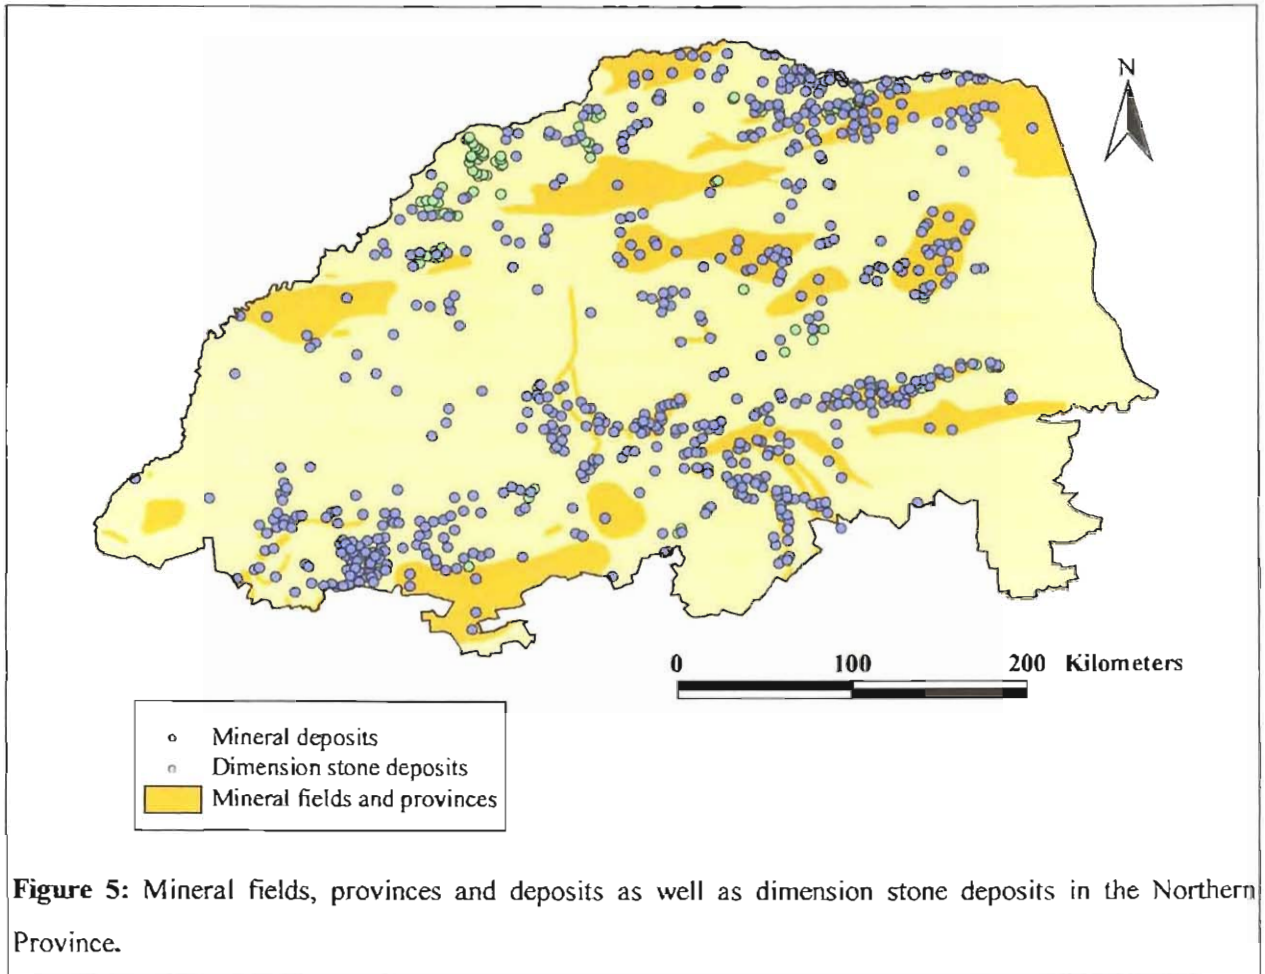 N
0 100 200 Kilometers
Mineral deposits
Dimension stone deposits
Mineral fields and provinces
Figure 5: Mineral fields, provinces and deposits as well as dimension stone deposits in the Northern
Province.